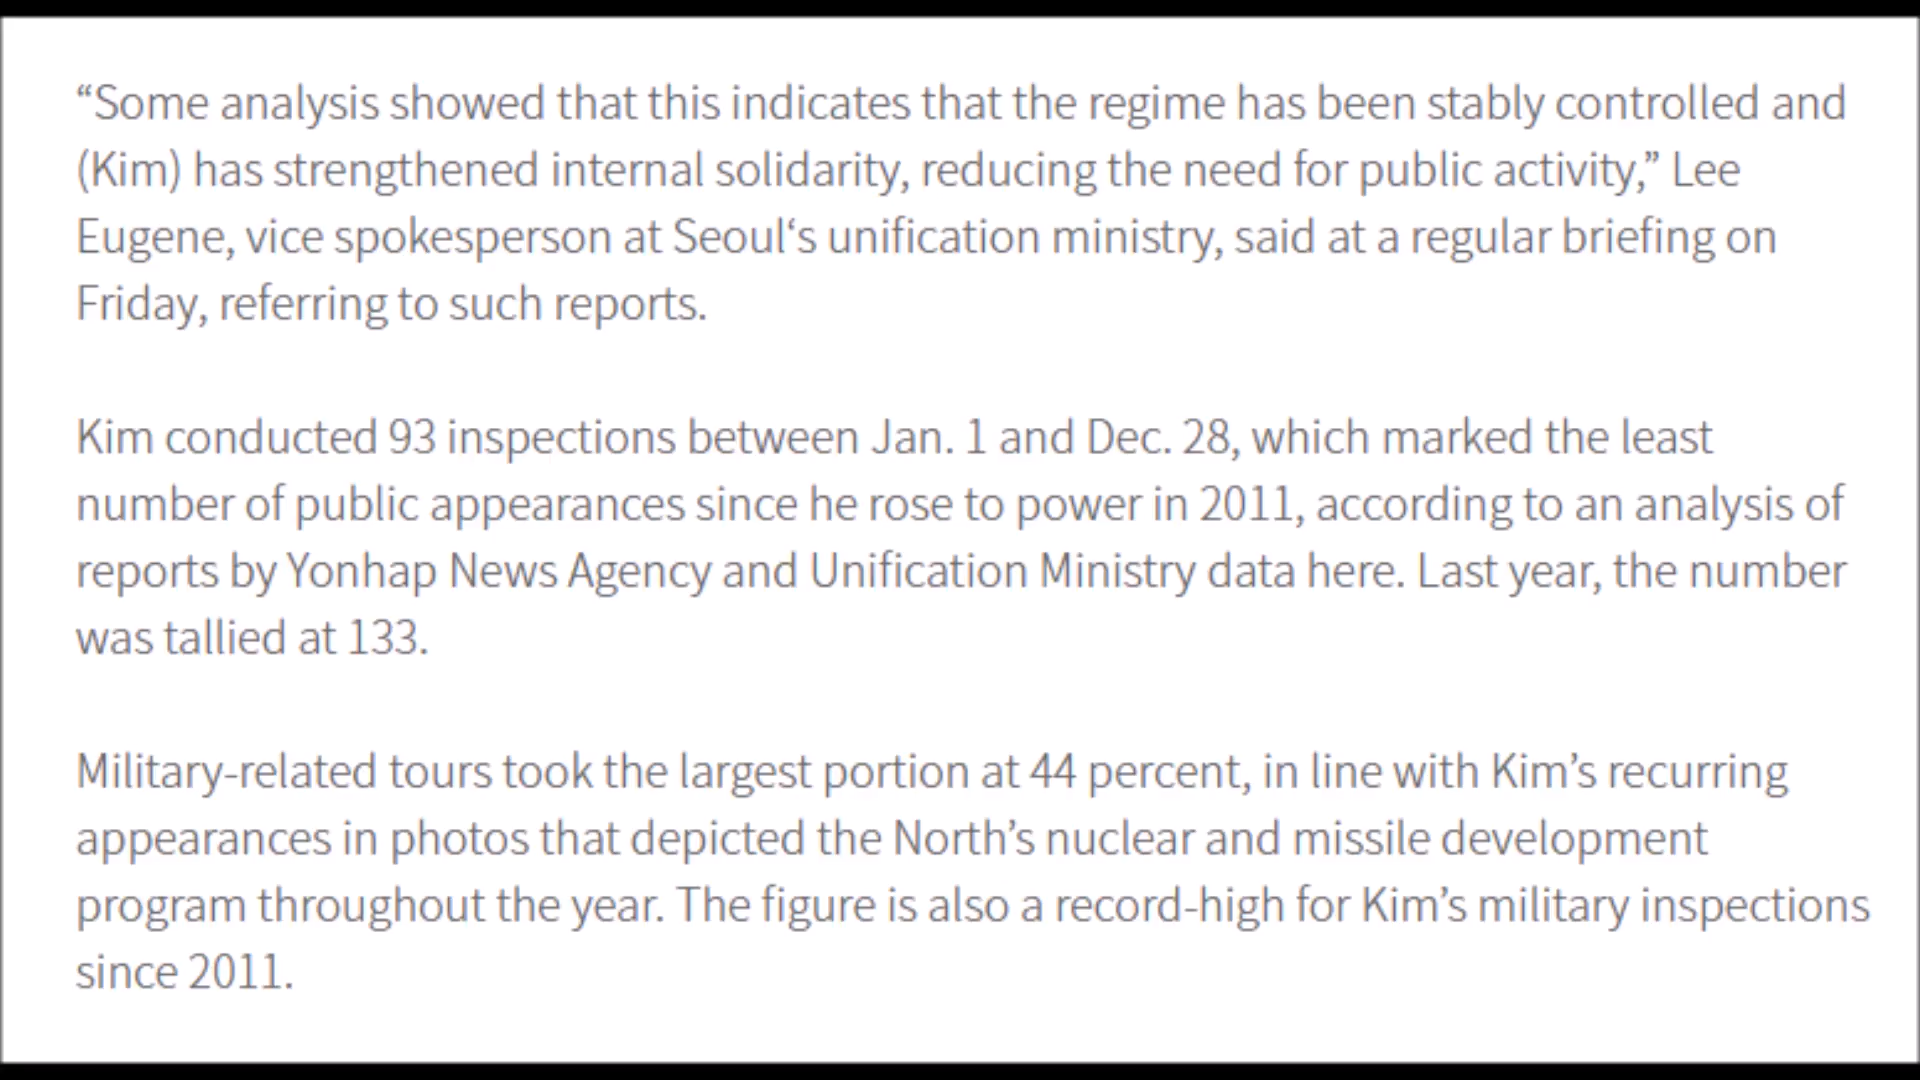 “Some analysis showed that this indicates that the regime has been stably controlled and
(Kim) has strengthened internal solidarity, reducing the need for public activity,” Lee
Eugene, vice spokesperson at Seoul‘s unification ministry, said at a regular briefing on
Friday, referring to such reports.
Kim conducted 93 inspections between Jan. 1 and Dec. 28, which marked the least
number of public appearances since he rose to power in 2011, according to an analysis of
reports by Yonhap News Agency and Unification Ministry data here. Last year, the number
was tallied at 133.
Military-related tours took the largest portion at 44 percent, in line with Kim’s recurring
appearances in photos that depicted the North’s nuclear and missile development
program throughout the year. The figure is also a record-high for Kim’s military inspections
since 2011.